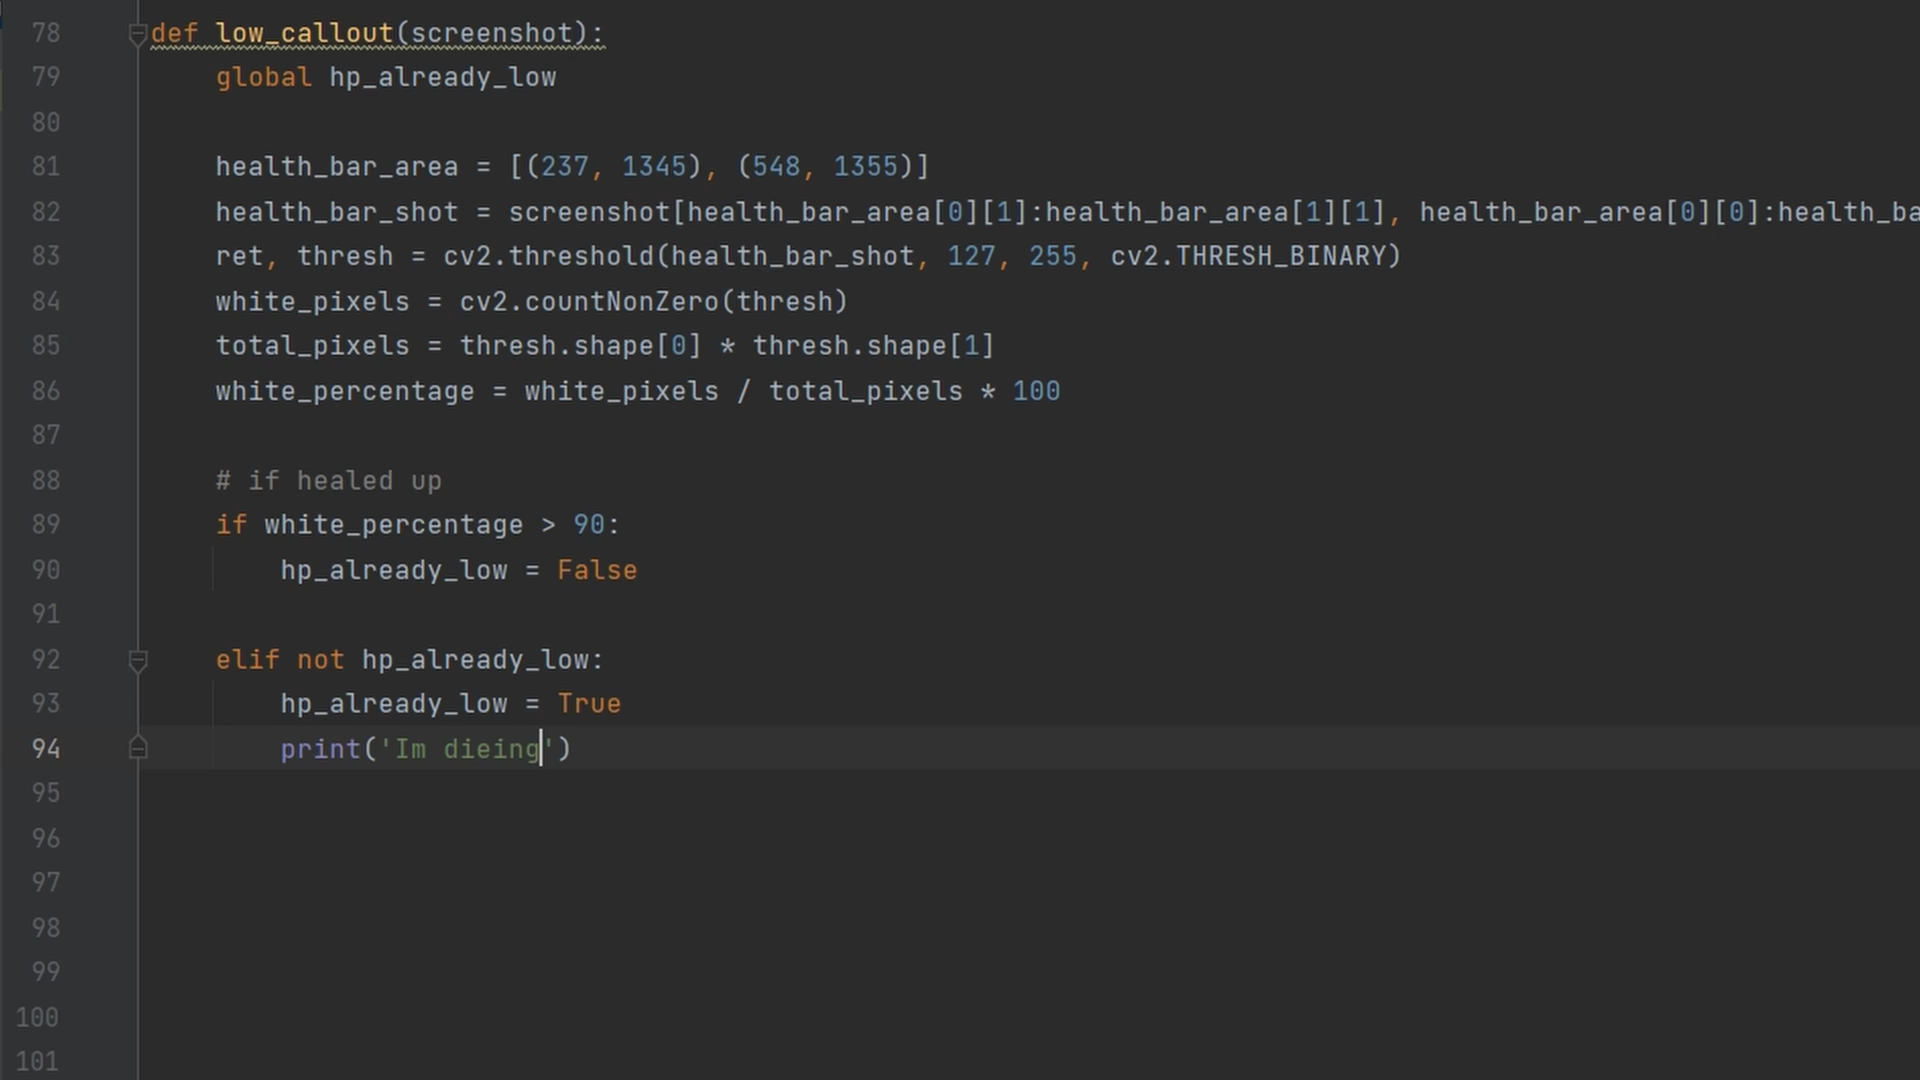 78 def low_callout(screenshot):
79 global hp_already_low
80
81 health_bar_area = [(237, 1345), (548, 1355)]
82 health_bar_shot = screenshot[health_bar_area[0][1]:health_bar_area[1][1], health_bar_area[0][0]:health_ba
83 ret, thresh = cv2.threshold(health_bar_shot, 127, 255, cv2.THRESH_BINARY)
84 white_pixels = cv2.countNonZero(thresh)
85 total_pixels = thresh.shape[0] * thresh.shape[1]
86 white_percentage = white_pixels / total_pixels * 100
87
88 # if healed up
89 if white_percentage > 90:
90 hp_already_low = False
91
92 elif not hp_already_low:
93 hp_already_low = True
94 print('Im dieing')
95
96
97
98
99
100
101